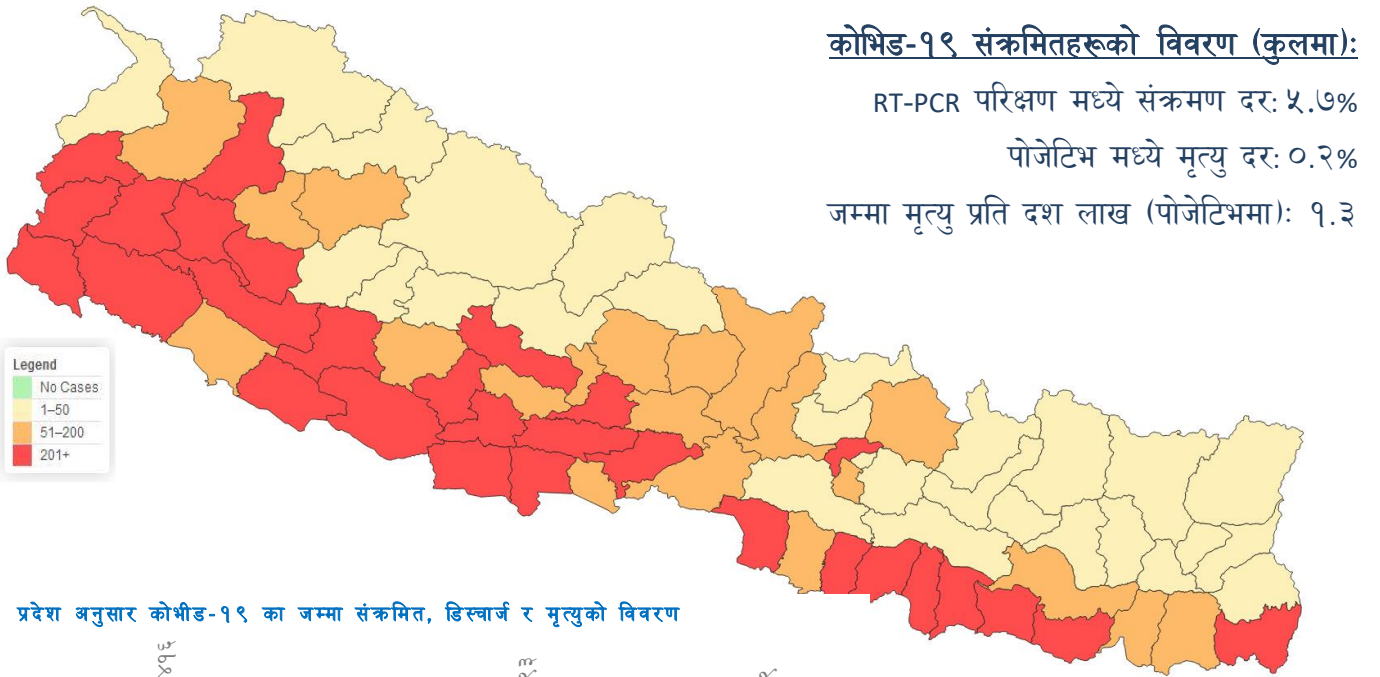 कोभिड-१९ संक्रमितहरूको विवरण (कुलमा):
RT-PCR परिक्षण मध्ये संक्रमण दर: ५.७%
पोजेटिभ मध्ये मृत्यु दर: ०.२%
जम्मा मृत्यु प्रति दश लाख (पोजेटिभमा): १.३
Legend
No Cases
1–50
51–200
201+
प्रदेश अनुसार कोभीड-१९ का जम्मा संक्रमित, डिस्चार्ज र मृत्युको विवरण